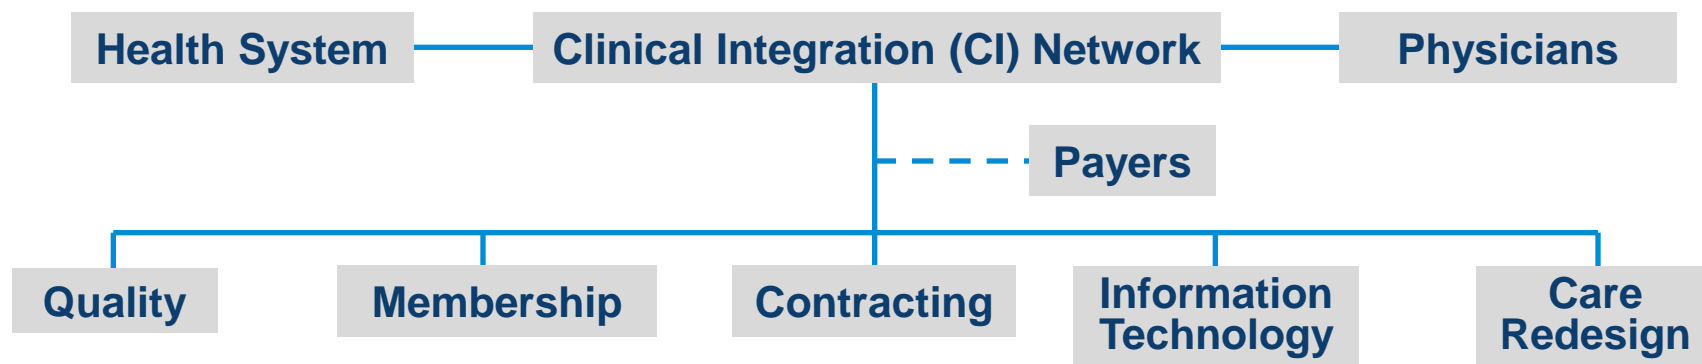 Health System
Clinical Integration (CI) Network
Physicians
Payers
Quality
Membership
Contracting
Information
Technology
Care
Redesign